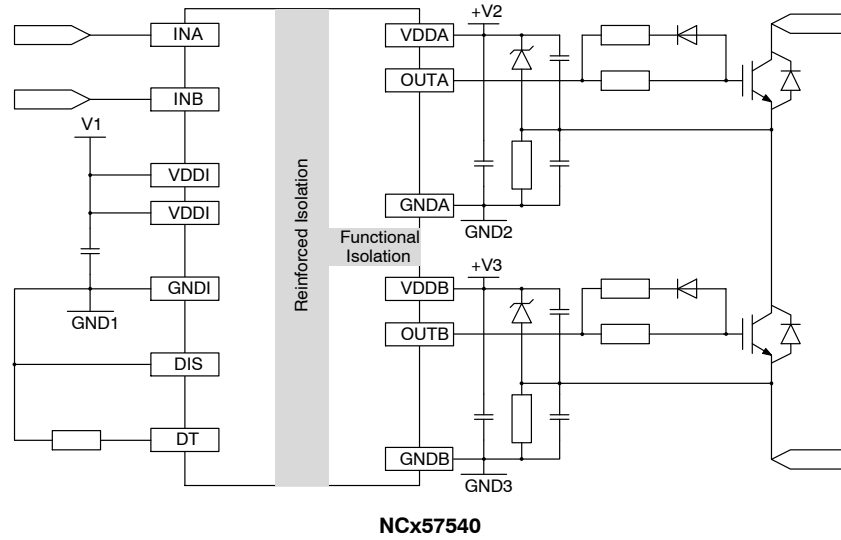 INA
INB
V1
VDDI
VDDI
GNDI
GND1
DIS
DT
Reinforced Isolation
Functional
Isolation
+V2
VDDA
OUTA
GNDA
GND2
+V3
VDDB
OUTB
GNDB
GND3
NCx57540